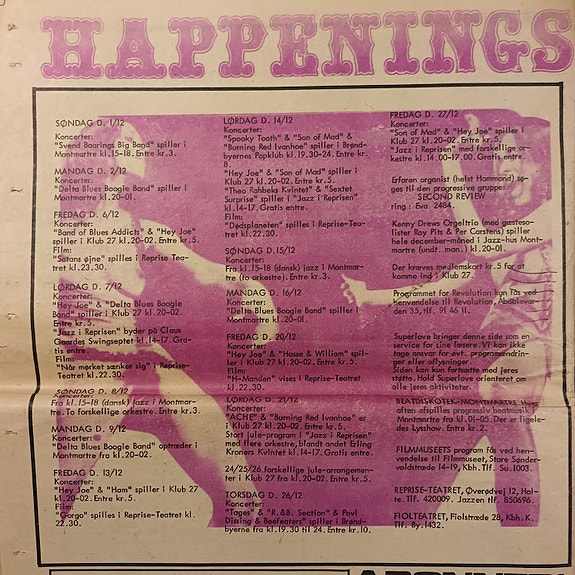 HAPPENINGS
SØNDAG D. 1/12
Koncerter:
"Svend Baarings Big Band" spiller i
Montmartre kl.15-18. Entre kr.3.
MANDAG D. 2/12
Koncerter:
"Delta Blues Boogie Band" spiller i
Montmartre kl.20-01.
FREDAG D. 6/12
Koncerter:
"Band of Blues Addicts" & "Hey Joe"
spiller i Klub 27 kl.20-02. Entre kr.5.
Film:
"Satans øjne" spilles i Reprise Tea-
tret kl.23.30.
LØRDAG D. 7/12
Koncerter:
"Hey Joe" & "Delta Blues Boogie
Band" spiller i Klub 27 kl.20-02.
Entre kr.5.
"Jazz i Reprisen" byder på Claus
Gaardes Swingseptet kl.14-17. Gra-
tis entre.
Film:
"Når mørket sænker sig" i Reprise-
Teatret kl.22.30.
SØNDAG D. 8/12
Fra kl.15-18 (dansk) jazz i Montmar-
tre. To forskellige orkestre. Entre kr.3.
MANDAG D. 9/12
"Delta Blues Boogie Band" optræder i
Montmartre fra kl.20-02.
FREDAG D. 13/12
Koncerter:
"Hey Joe" & "Ham" spiller i Klub 27
kl.20-02. Entre kr.5.
Film:
"Gorgo" spilles i Reprise-Teatret kl.
22.30.
LØRDAG D. 14/12
Koncerter:
"Spooky Tooth" & "Son of Mad" &
"Burning Red Ivanhoe" spiller i Brønd-
byernes Popklub kl.19.30-24. Entre kr.
8.
"Hey Joe" & "Son of Mad" spiller i
Klub 27 kl.20-02. Entre kr.5.
"Theo Rahbeks Kvintet" & "Sextet
Surprise" spiller i "Jazz i Reprisen"
kl.14-17. Gratis entre.
Film:
"Dødsplaneten" spilles i Reprise-Tea-
tret kl.22.30.
SØNDAG D.15/12
Koncerter:
Fra kl.15-18 (dansk) jazz i Montmar-
tre (to orkestre). Entre kr.3.
MANDAG D. 16/12
Koncerter:
"Delta Blues Boogie Band" spiller i
Montmartre kl.20-01.
FREDAG D. 20/12
Koncerter:
"Hey Joe" & "Hasse & William" spil-
ler i Klub 27 kl.20-02. Entre kr.5.
Film:
"H-Manden" vises i Reprise-Teatret
kl.22.30.
LØRDAG D. 21/12
Koncerter:
"ACHE" & "Burning Red Ivanhoe" er
i Klub 27 kl.20-02. Entre kr.5.
Start jule-program i "Jazz i Reprisen"
med flere orkestre, blandt andet Erling
Kroners Kvintet kl.14-17. Gratis entre.
24/25/26 forskellige jule-arrangemen-
ter i Klub 27 fra kl.20-02. Entre kr.5.
TORSDAG D. 26/12
Koncerter:
"Tages" & "R.&B. Section" & Povl
Dissing & Beefeaters" spiller i Brønd-
byerne fra kl.19.30 til 24. Entre kr.10.
FREDAG D. 27/12
Koncerter:
"Son of Mad" & "Hey Joe" spiller i
Klub 27 kl.20-02. Entre kr.5.
"Jazz i Reprisen" med forskellige or-
kestre kl.14.00-17.00. Gratis entre.
Erfaren organist (helst Hammond) sø-
ges til den progressive gruppe:
SECOND REVIEW
ring : Eva. 2484.
Kenny Drews Orgeltrio (med gæsteso-
lister Ray Pits & Per Carstens) spiller
hele december-måned i Jazz-hus Mont-
martre (undt. man.) kl.20-01.
Der kræves medlemskort kr.5 for at
komme ind i Klub 27.
Programmet for Revolution kan fås ved
henvendelse til Revolution, Åboulevar-
den 35, tlf. 91 46 11.
Superlove bringer denne side som en
service for sine læsere. Vi kan ikke
tage ansvar for evt. programændrin-
ger eller aflysninger.
Siden kan kun fortsætte med jeres
støtte. Hold Superlove orienteret om
alle jeres aktiviteter.
BEATDISKOTEK-MONTMARTRE Hver
aften afspilles progressiv beatmusik i
Montmartre fra kl.01-05. Der er ligele-
des Lysshow. Entre kr.2.
FILMMUSEETS program fås ved hen-
vendelse til Filmmuseet, Store Sønder-
voldstræde 14-19, Kbh. Tlf. Su.1003.
REPRISE-TEATRET, Øverødvej 12, Hol-
te. Tlf. 420009. Jazzen tlf. 850696.
FIOLTEATRET, Fiolstræde 28, Kbh. K.
Tlf. By.1432.